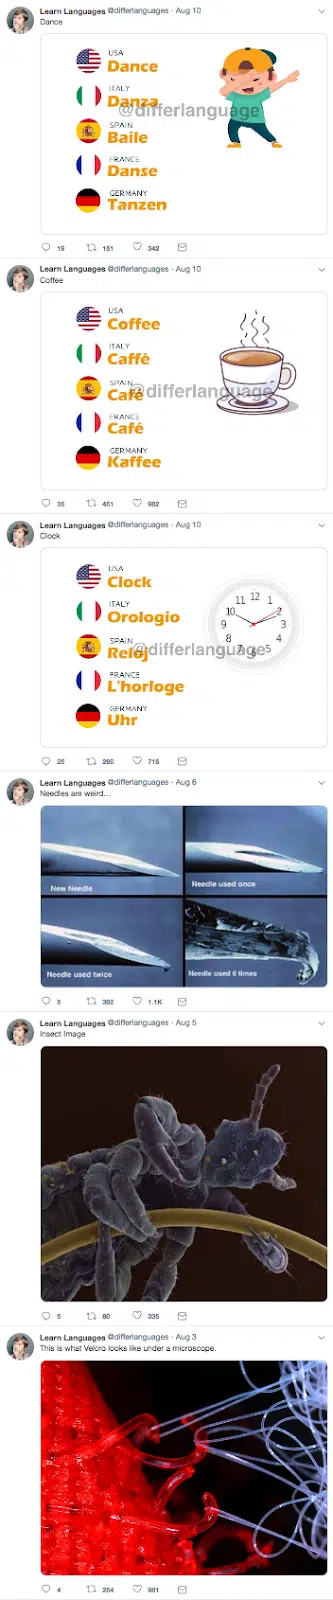 Learn Languages @differlanguages · Aug 10
Dance
USA
Dance
ITALY
Danza
@differlanguage
SPAIN
Baile
FRANCE
Danse
GERMANY
Tanzen
19 151 342
Learn Languages @differlanguages · Aug 10
Coffee
USA
Coffee
ITALY
Caffè
SPAIN
Café
@differlanguage
FRANCE
Café
GERMANY
Kaffee
35 451 982
Learn Languages @differlanguages · Aug 10
Clock
USA
Clock
ITALY
Orologio
SPAIN
Reloj
@differlanguage
FRANCE
L'horloge
GERMANY
Uhr
12
11 1
10 2
9 3
8 4
7 6 5
25 260 715
Learn Languages @differlanguages · Aug 6
Needles are weird...
New Needle
Needle used once
Needle used twice
Needle used 6 times
5 392 1.1K
Learn Languages @differlanguages · Aug 5
Insect Image
5 80 335
Learn Languages @differlanguages · Aug 3
This is what Velcro looks like under a microscope.
4 254 981